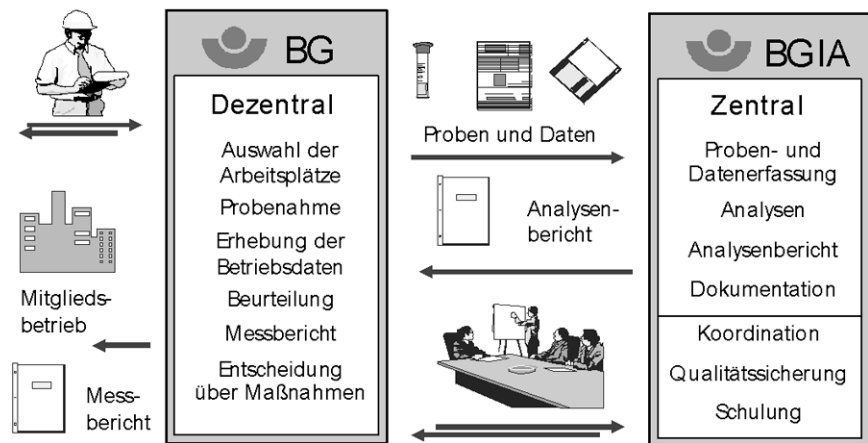 Mitglieds-
betrieb
Mess-
bericht
BG
Dezentral
Auswahl der
Arbeitsplätze
Probenahme
Erhebung der
Betriebsdaten
Beurteilung
Messbericht
Entscheidung
über Maßnahmen
Proben und Daten
Analysen-
bericht
BGIA
Zentral
Proben- und
Datenerfassung
Analysen
Analysenbericht
Dokumentation
Koordination
Qualitätssicherung
Schulung